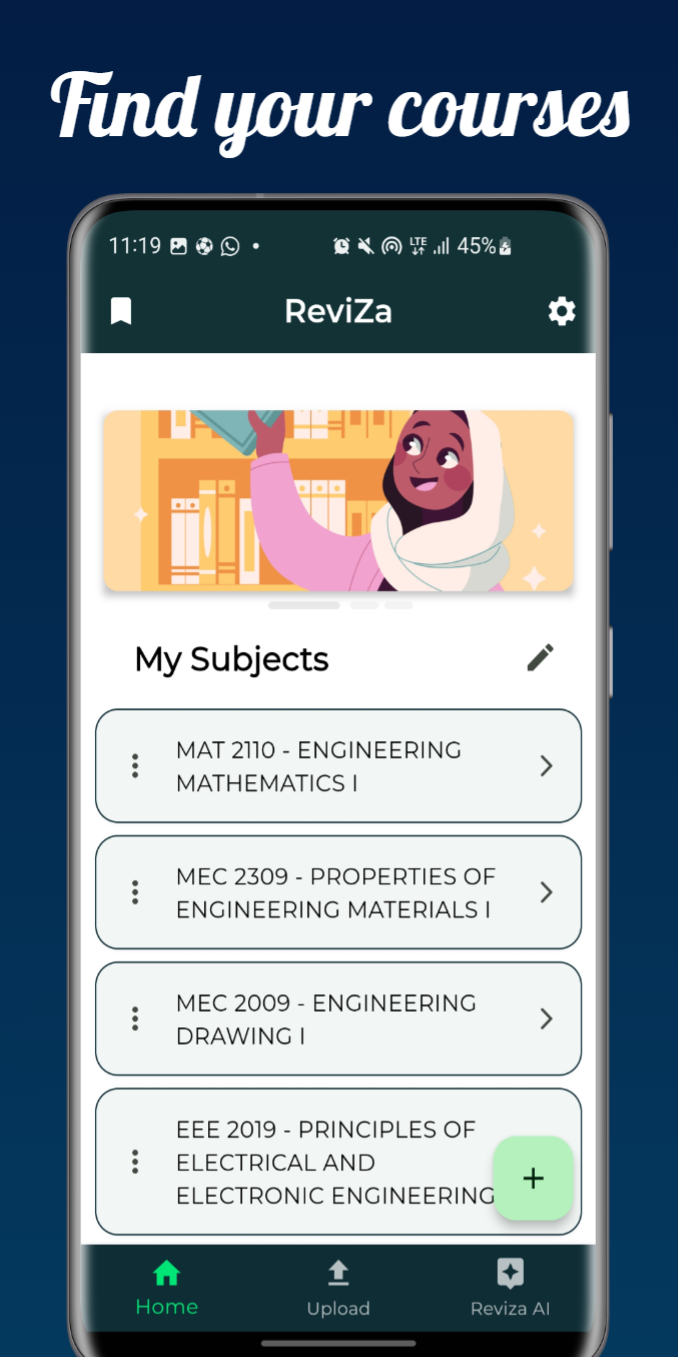 Find your courses
11:19
LTE
45%
ReviZa
My Subjects
MAT 2110 - ENGINEERING
MATHEMATICS I
MEC 2309 - PROPERTIES OF
ENGINEERING MATERIALS I
MEC 2009 - ENGINEERING
DRAWING I
EEE 2019 - PRINCIPLES OF
ELECTRICAL AND
ELECTRONIC ENGINEERING
+
Home
Upload
Reviza AI